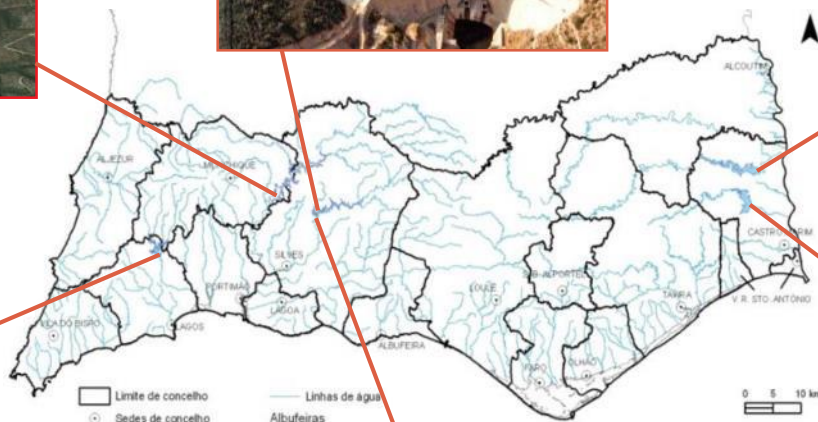 ALCOUTIM
ALJEZUR
MONCHIQUE
CASTRO MARIM
SILVES
S.B. ALPORTEL
PORTIMÃO
LOULÉ
LAGOA
TAVIRA
V. R. STO. ANTÓNIO
VILA DO BISPO
LAGOS
ALBUFEIRA
FARO
OLHÃO
Limite de concelho
Linhas de água
0 5 10 km
Sedes de concelho
Albufeiras